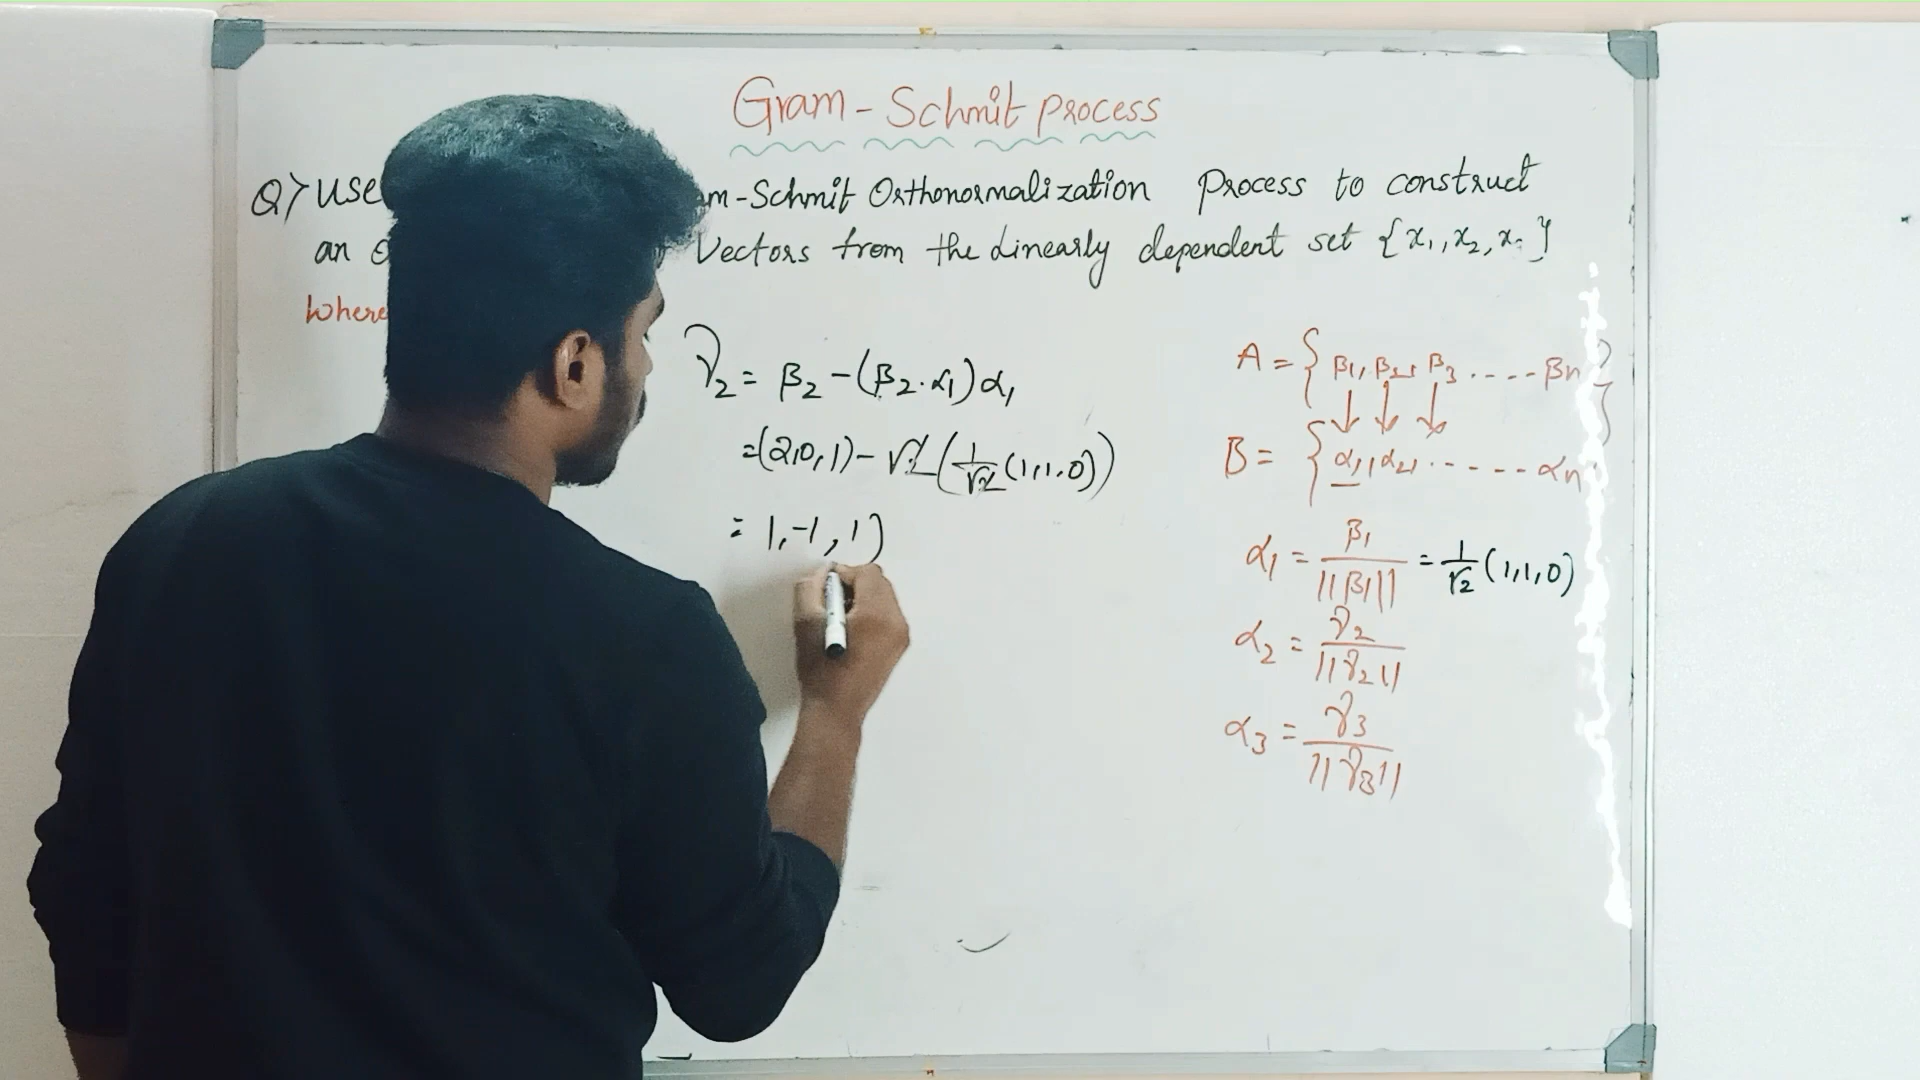 Gram - Schmit process
Q) use m-Schmit Orthonormalization Process to construct
an Vectors from the Linearly dependent set {x₁, x₂, x }
Where
γ₂ = β₂ - (β₂ · α₁) α₁
= (2,0,1) - √2 (1/√2 (1,1,0))
= 1, -1, 1)
A = { β₁, β₂, β₃ . . . . βn }
↓ ↓ ↓
B = { α₁, α₂, . . . . . αn
α₁ = β₁/||β₁|| = 1/√2 (1,1,0)
α₂ = γ₂/||γ₂||
α₃ = γ₃/||γ₃||